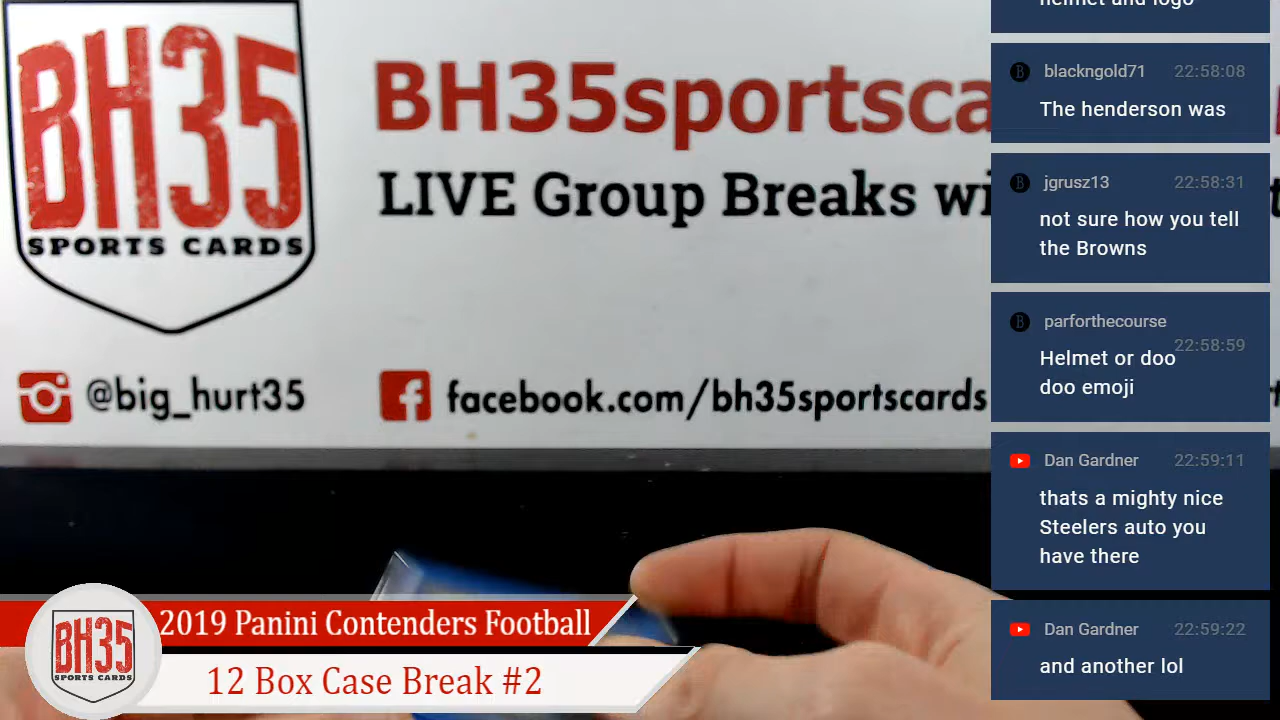 BH35
SPORTS CARDS
BH35sportsca
LIVE Group Breaks wi
@big_hurt35
facebook.com/bh35sportscards
helmet and logo
blackngold71 22:58:08
The henderson was
jgrusz13 22:58:31
not sure how you tell
the Browns
parforthecourse
22:58:59
Helmet or doo
doo emoji
Dan Gardner 22:59:11
thats a mighty nice
Steelers auto you
have there
Dan Gardner 22:59:22
and another lol
BH35
SPORTS CARDS
2019 Panini Contenders Football
12 Box Case Break #2